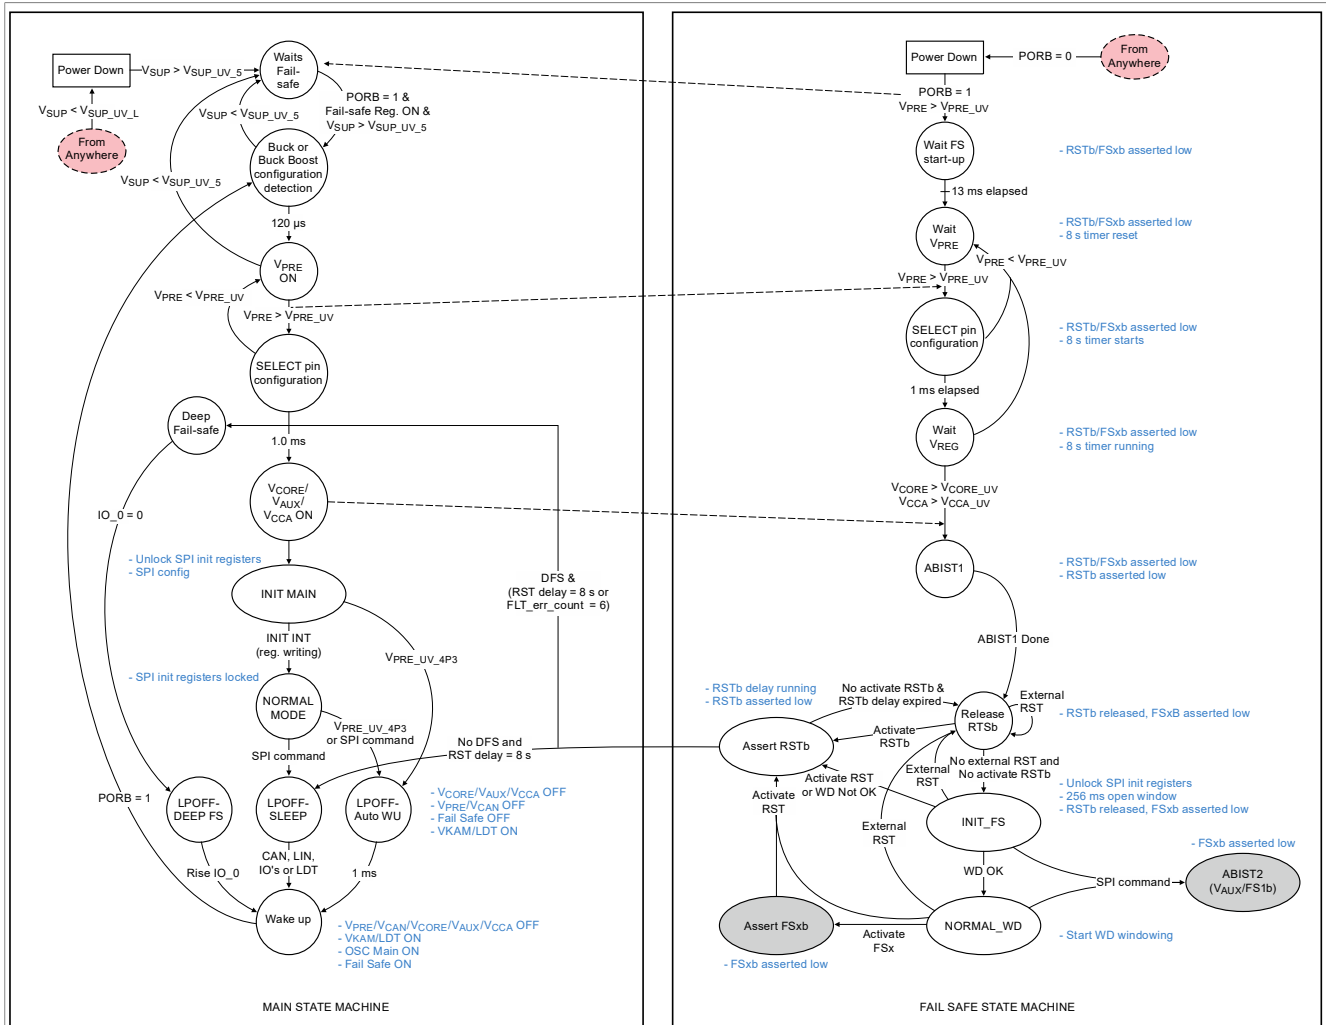 Power Down
VSUP > VSUP_UV_5
Waits
Fail-
safe
VSUP < VSUP_UV_L
From
Anywhere
PORB = 1 &
Fail-safe Reg. ON &
VSUP > VSUP_UV_5
VSUP < VSUP_UV_5
Buck or
Buck Boost
configuration
detection
VSUP < VSUP_UV_5
120 µs
VPRE
ON
VPRE < VPRE_UV
VPRE > VPRE_UV
SELECT pin
configuration
Deep
Fail-safe
1.0 ms
VCORE/
VAUX/
VCCA ON
IO_0 = 0
- Unlock SPI init registers
- SPI config
INIT MAIN
DFS &
(RST delay = 8 s or
FLT_err_count = 6)
INIT INT
(reg. writing)
VPRE_UV_4P3
- SPI init registers locked
NORMAL
MODE
VPRE_UV_4P3
or SPI command
SPI command
No DFS and
RST delay = 8 s
PORB = 1
LPOFF-
DEEP FS
LPOFF-
SLEEP
LPOFF-
Auto WU
- VCORE/VAUX/VCCA OFF
- VPRE/VCAN OFF
- Fail Safe OFF
- VKAM/LDT ON
CAN, LIN,
IO's or LDT
Rise IO_0
1 ms
Wake up
- VPRE/VCAN/VCORE/VAUX/VCCA OFF
- VKAM/LDT ON
- OSC Main ON
- Fail Safe ON
MAIN STATE MACHINE
Power Down
PORB = 0
From
Anywhere
PORB = 1
VPRE > VPRE_UV
Wait FS
start-up
- RSTb/FSxb asserted low
13 ms elapsed
Wait
VPRE
- RSTb/FSxb asserted low
- 8 s timer reset
VPRE < VPRE_UV
VPRE > VPRE_UV
SELECT pin
configuration
- RSTb/FSxb asserted low
- 8 s timer starts
1 ms elapsed
Wait
VREG
- RSTb/FSxb asserted low
- 8 s timer running
VCORE > VCORE_UV
VCCA > VCCA_UV
ABIST1
- RSTb/FSxb asserted low
- RSTb asserted low
ABIST1 Done
- RSTb delay running
- RSTb asserted low
No activate RSTb &
RSTb delay expired
External
RST
Release
RTSb
- RSTb released, FSxB asserted low
Assert RSTb
Activate
RSTb
No external RST and
No activate RSTb
External
RST
Activate RST
or WD Not OK
Activate
RST
- Unlock SPI init registers
- 256 ms open window
- RSTb released, FSxb asserted low
INIT_FS
External
RST
- FSxb asserted low
WD OK
SPI command
ABIST2
(VAUX/FS1b)
Assert FSxb
Activate
FSx
NORMAL_WD
- Start WD windowing
- FSxb asserted low
FAIL SAFE STATE MACHINE